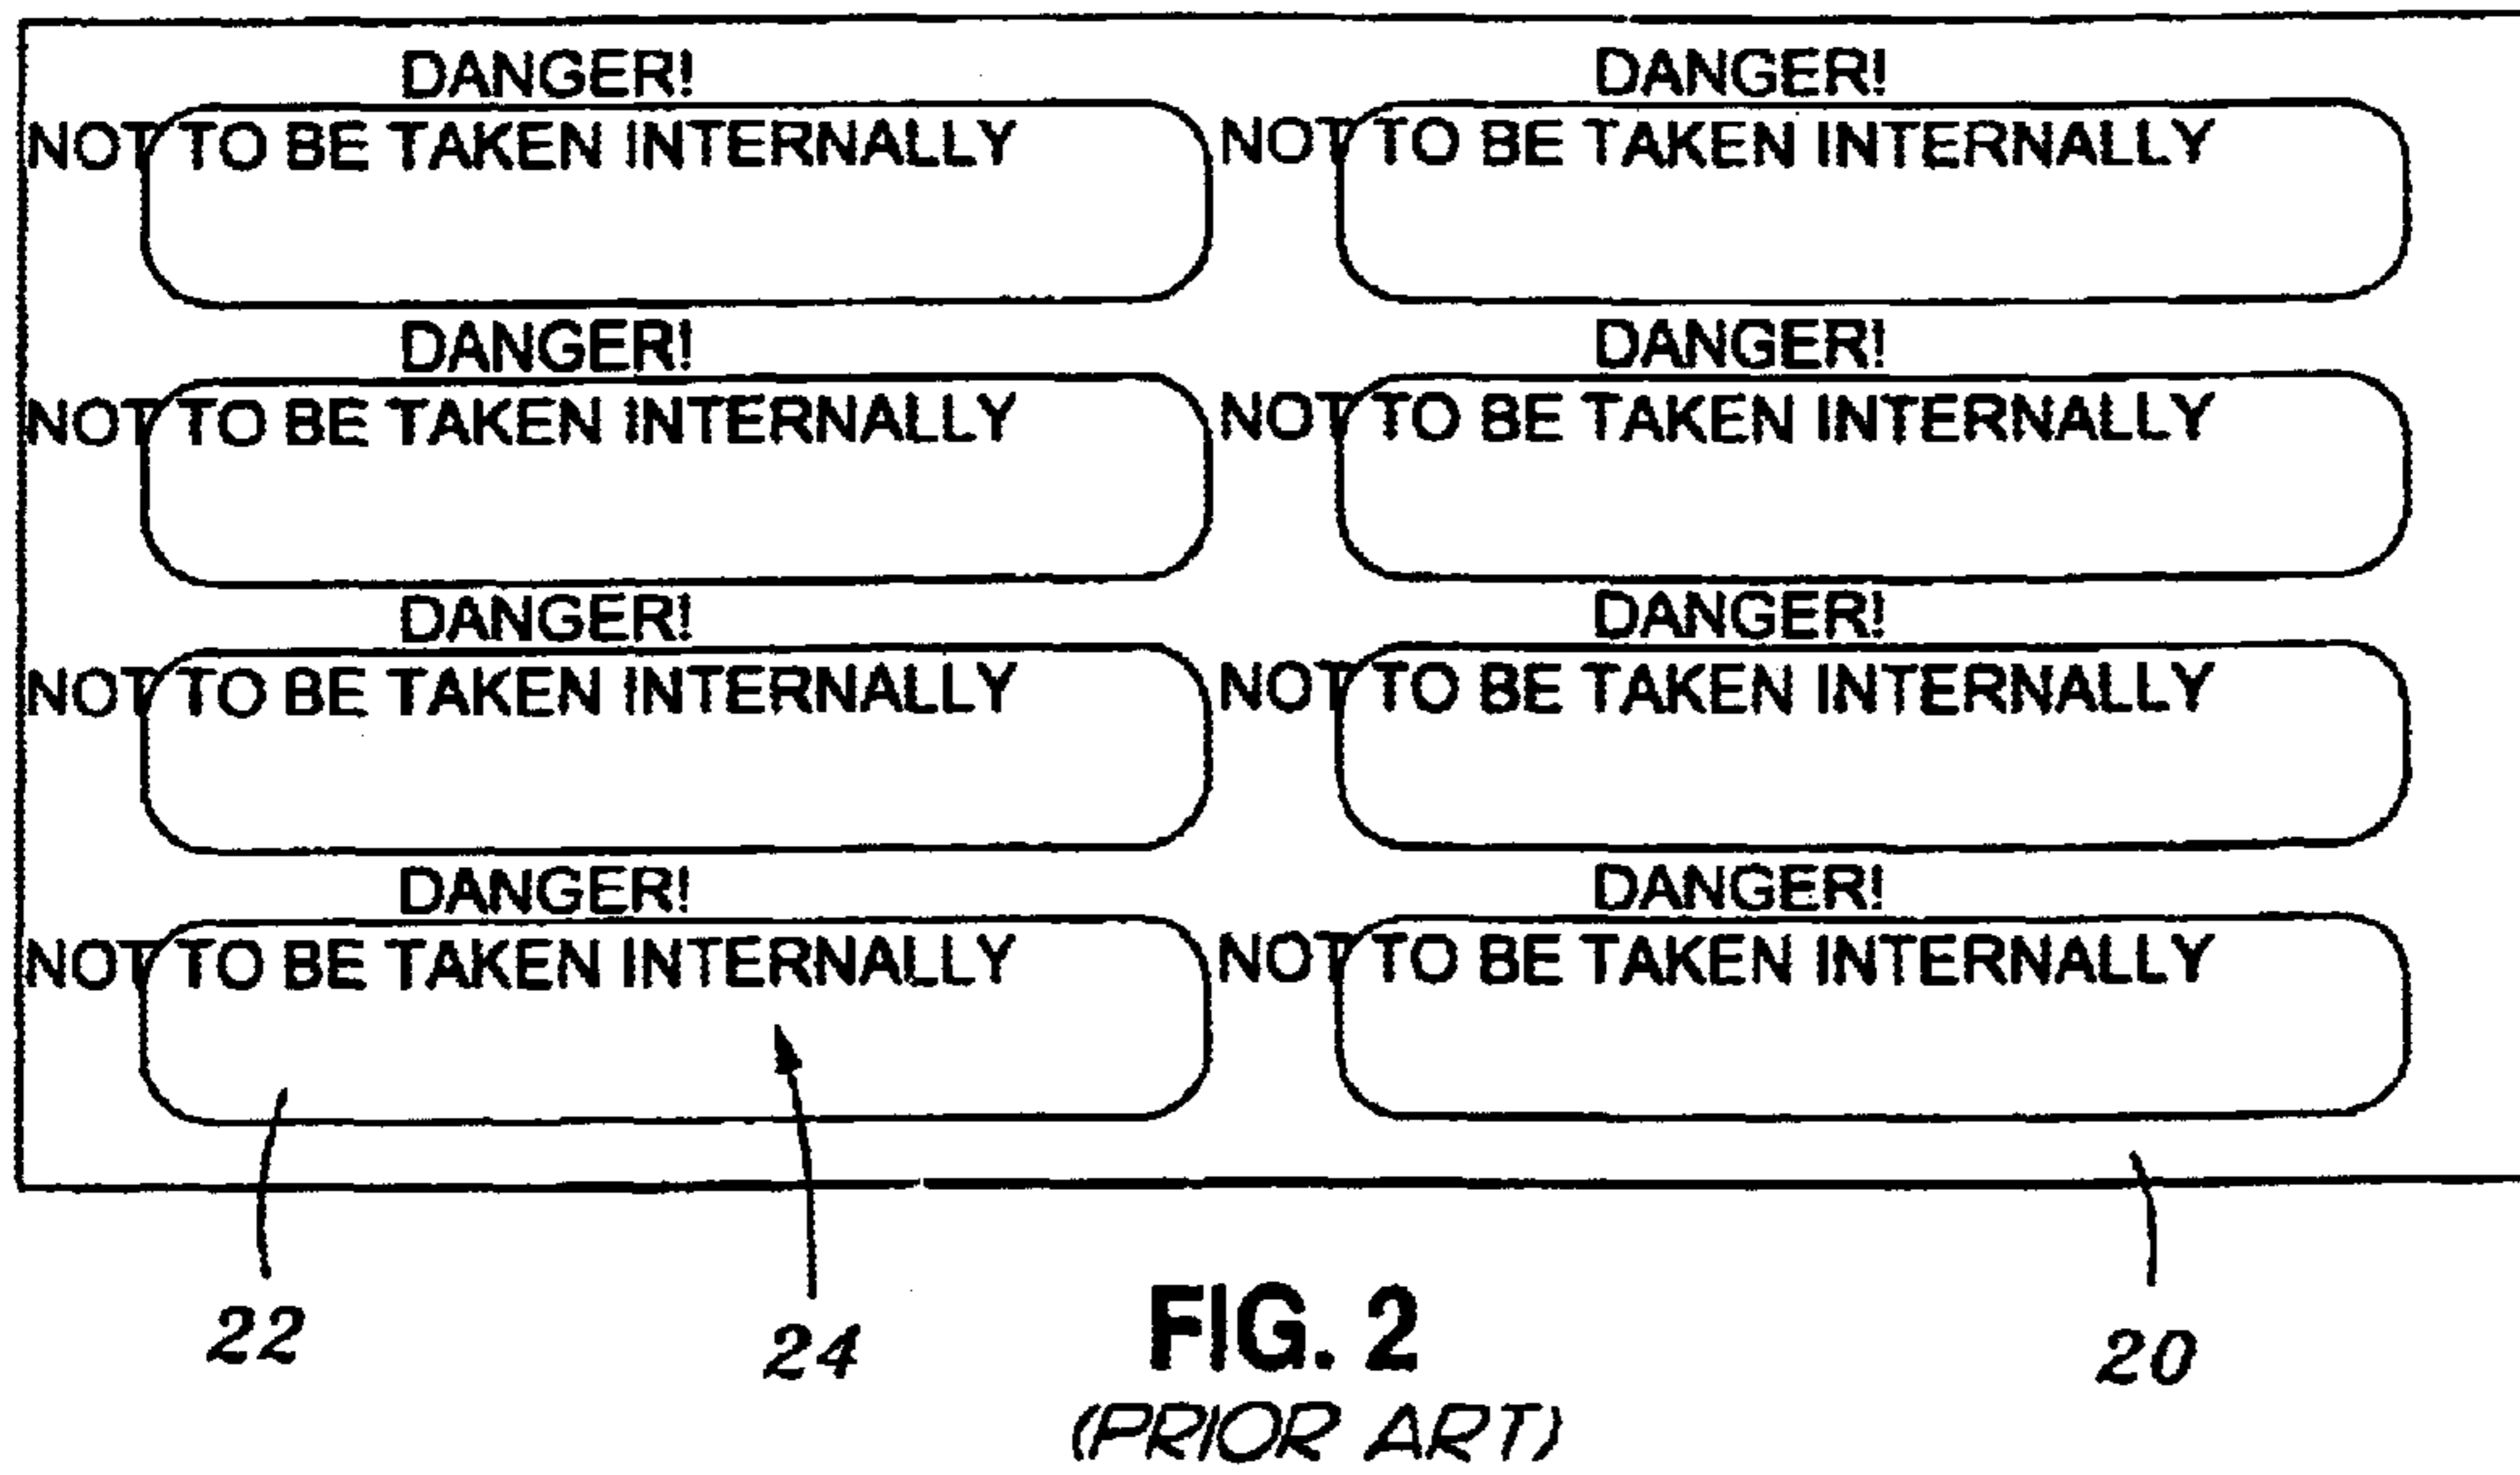 DANGER! DANGER!
NOT TO BE TAKEN INTERNALLY NOT TO BE TAKEN INTERNALLY
DANGER! DANGER!
NOT TO BE TAKEN INTERNALLY NOT TO BE TAKEN INTERNALLY
DANGER! DANGER!
NOT TO BE TAKEN INTERNALLY NOT TO BE TAKEN INTERNALLY
DANGER! DANGER!
NOT TO BE TAKEN INTERNALLY NOT TO BE TAKEN INTERNALLY
22 24 20
FIG. 2
(PRIOR ART)